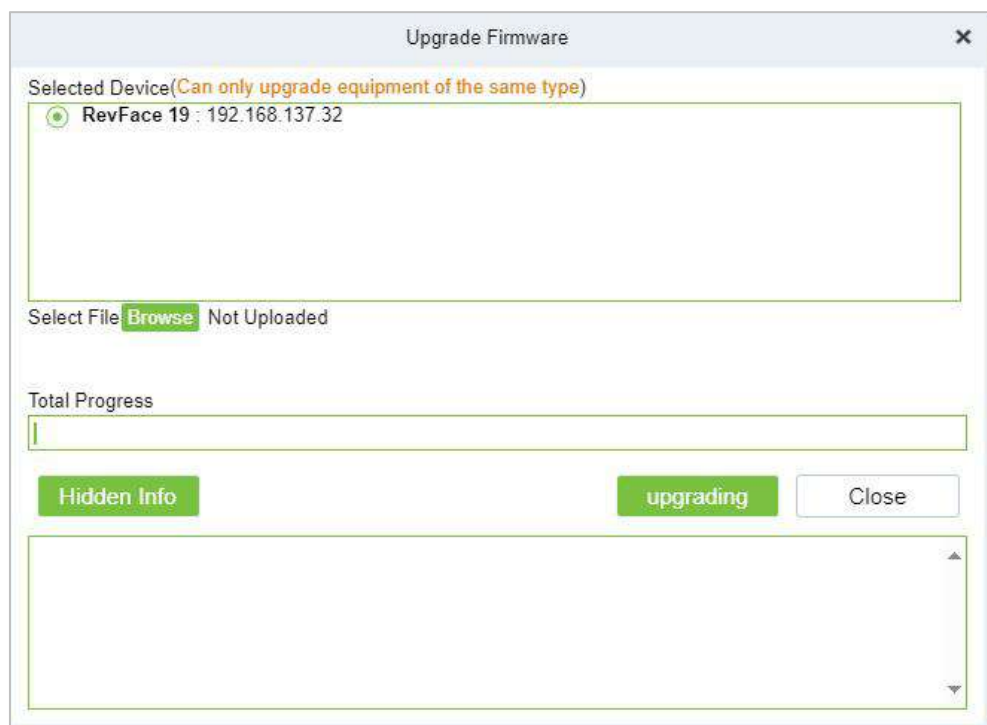 Upgrade Firmware
Selected Device(Can only upgrade equipment of the same type)
RevFace 19 : 192.168.137.32
Select File Browse Not Uploaded
Total Progress
Hidden Info upgrading Close